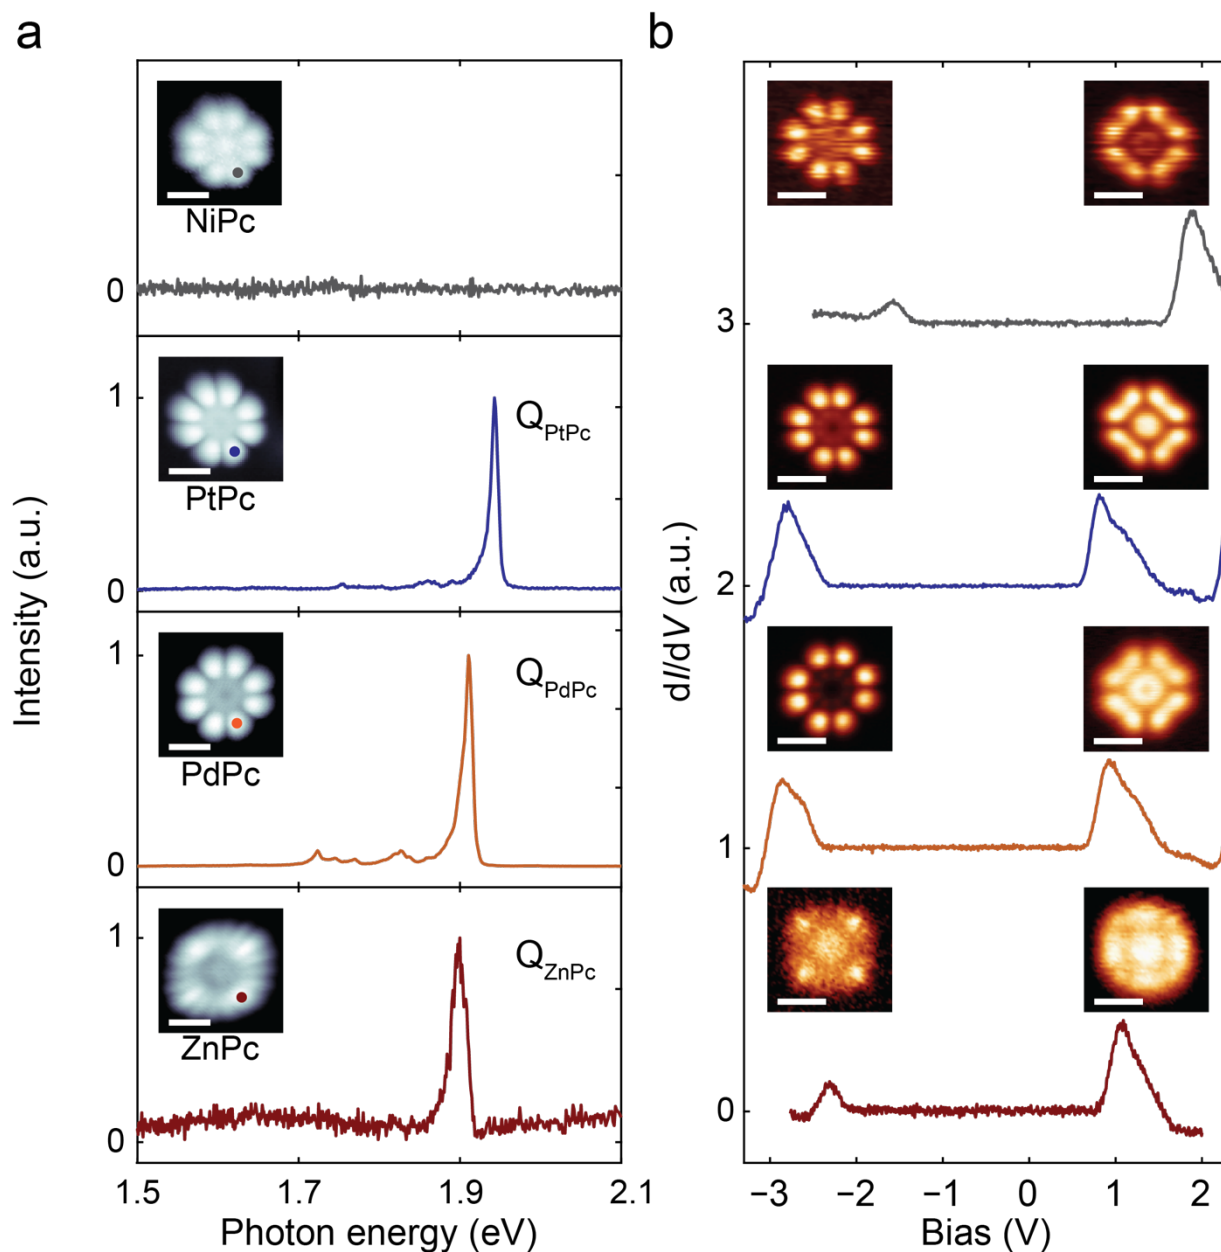 a
NiPc
0
1
Q_PtPc
PtPc
0
1
Q_PdPc
PdPc
0
1
Q_ZnPc
ZnPc
0
1.5 1.7 1.9 2.1
Photon energy (eV)
Intensity (a.u.)
b
3
2
1
0
−3 −2 −1 0 1 2
Bias (V)
dI/dV (a.u.)